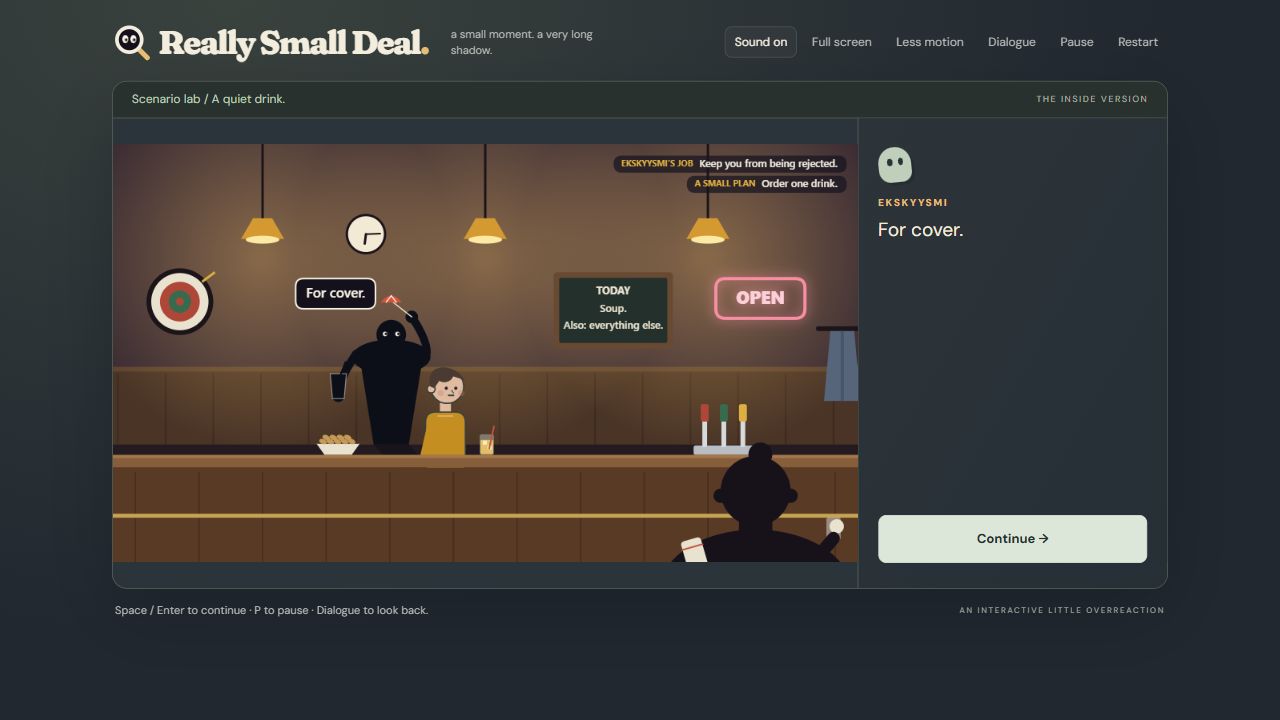 Really Small Deal.
a small moment. a very long
shadow.
Sound on
Full screen
Less motion
Dialogue
Pause
Restart
Scenario lab / A quiet drink.
THE INSIDE VERSION
EKSKYYSMI'S JOB Keep you from being rejected.
A SMALL PLAN Order one drink.
For cover.
TODAY
Soup.
Also: everything else.
OPEN
EKSKYYSMI
For cover.
Continue →
Space / Enter to continue · P to pause · Dialogue to look back.
AN INTERACTIVE LITTLE OVERREACTION